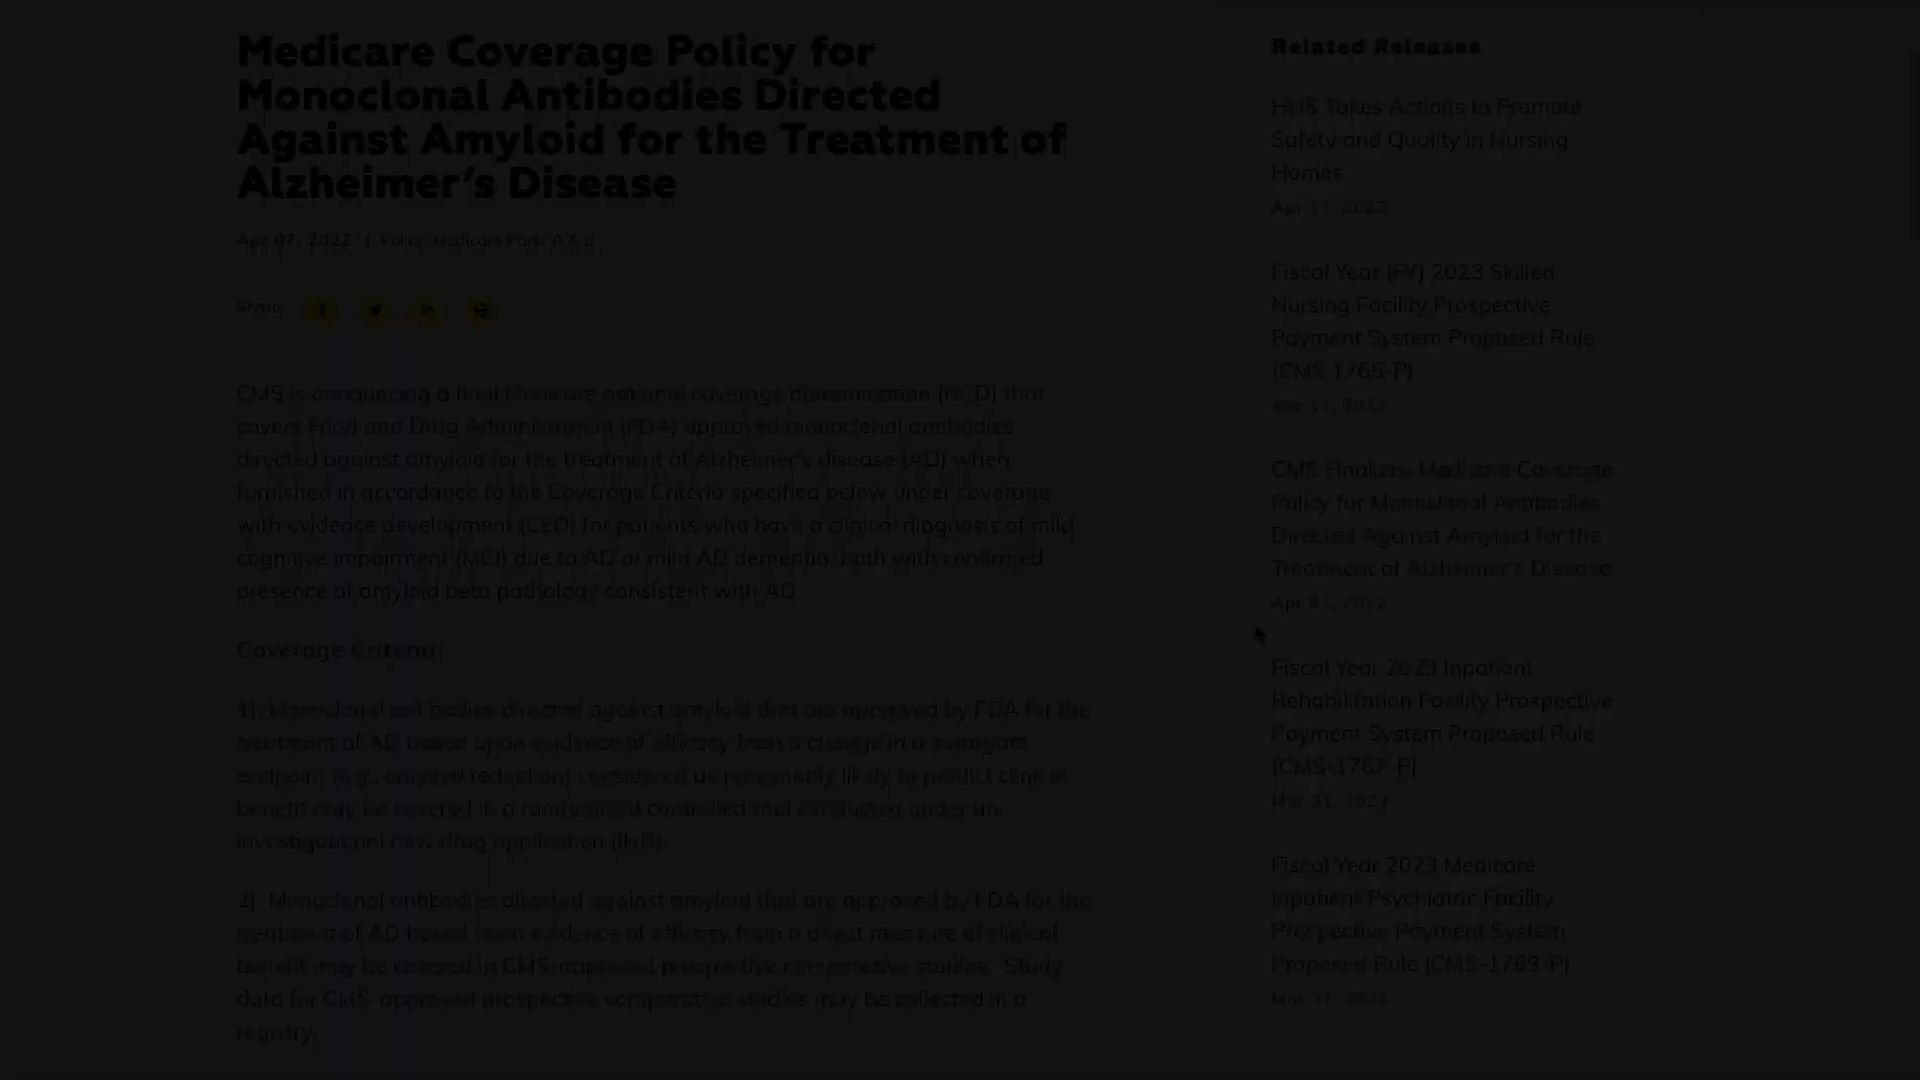 Medicare Coverage Policy for
Monoclonal Antibodies Directed
Against Amyloid for the Treatment of
Alzheimer's Disease
Apr 07, 2022 | Policy, Medicare Parts A & B
Share
CMS is announcing a final Medicare national coverage determination (NCD) that
covers Food and Drug Administration (FDA) approved monoclonal antibodies
directed against amyloid for the treatment of Alzheimer's disease (AD) when
furnished in accordance to the Coverage Criteria specified below under coverage
with evidence development (CED) for patients who have a clinical diagnosis of mild
cognitive impairment (MCI) due to AD or mild AD dementia, both with confirmed
presence of amyloid beta pathology consistent with AD.
Coverage Criteria:
1) Monoclonal antibodies directed against amyloid that are approved by FDA for the
treatment of AD based upon evidence of efficacy from a change in a surrogate
endpoint (e.g., amyloid reduction) considered as reasonably likely to predict clinical
benefit may be covered in a randomized controlled trial conducted under an
investigational new drug application (IND).
2) Monoclonal antibodies directed against amyloid that are approved by FDA for the
treatment of AD based upon evidence of efficacy from a direct measure of clinical
benefit may be covered in CMS-approved prospective comparative studies. Study
data for CMS-approved prospective comparative studies may be collected in a
registry.
Related Releases
HHS Takes Actions to Promote
Safety and Quality in Nursing
Homes
Apr 11, 2022
Fiscal Year (FY) 2023 Skilled
Nursing Facility Prospective
Payment System Proposed Rule
(CMS 1765-P)
Apr 11, 2022
CMS Finalizes Medicare Coverage
Policy for Monoclonal Antibodies
Directed Against Amyloid for the
Treatment of Alzheimer's Disease
Apr 07, 2022
Fiscal Year 2023 Inpatient
Rehabilitation Facility Prospective
Payment System Proposed Rule
(CMS-1767-P)
Mar 31, 2022
Fiscal Year 2023 Medicare
Inpatient Psychiatric Facility
Prospective Payment System
Proposed Rule (CMS-1769-P)
Mar 31, 2022